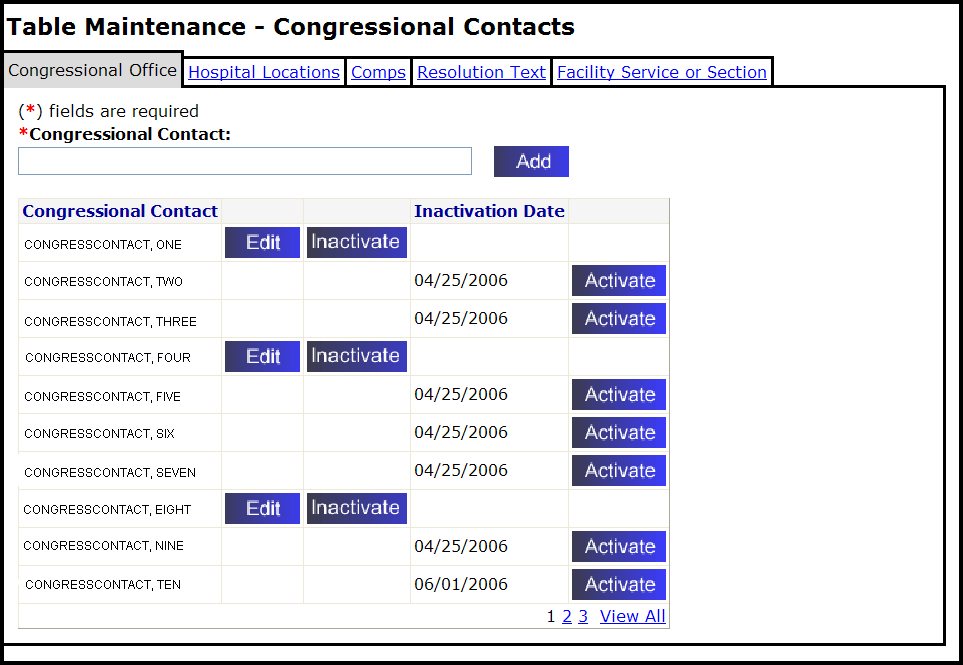 Table Maintenance - Congressional Contacts
Congressional Office Hospital Locations Comps Resolution Text Facility Service or Section
(*) fields are required
*Congressional Contact:
Add
Congressional Contact Inactivation Date
CONGRESSCONTACT, ONE Edit Inactivate
CONGRESSCONTACT, TWO 04/25/2006 Activate
CONGRESSCONTACT, THREE 04/25/2006 Activate
CONGRESSCONTACT, FOUR Edit Inactivate
CONGRESSCONTACT, FIVE 04/25/2006 Activate
CONGRESSCONTACT, SIX 04/25/2006 Activate
CONGRESSCONTACT, SEVEN 04/25/2006 Activate
CONGRESSCONTACT, EIGHT Edit Inactivate
CONGRESSCONTACT, NINE 04/25/2006 Activate
CONGRESSCONTACT, TEN 06/01/2006 Activate
1 2 3 View All